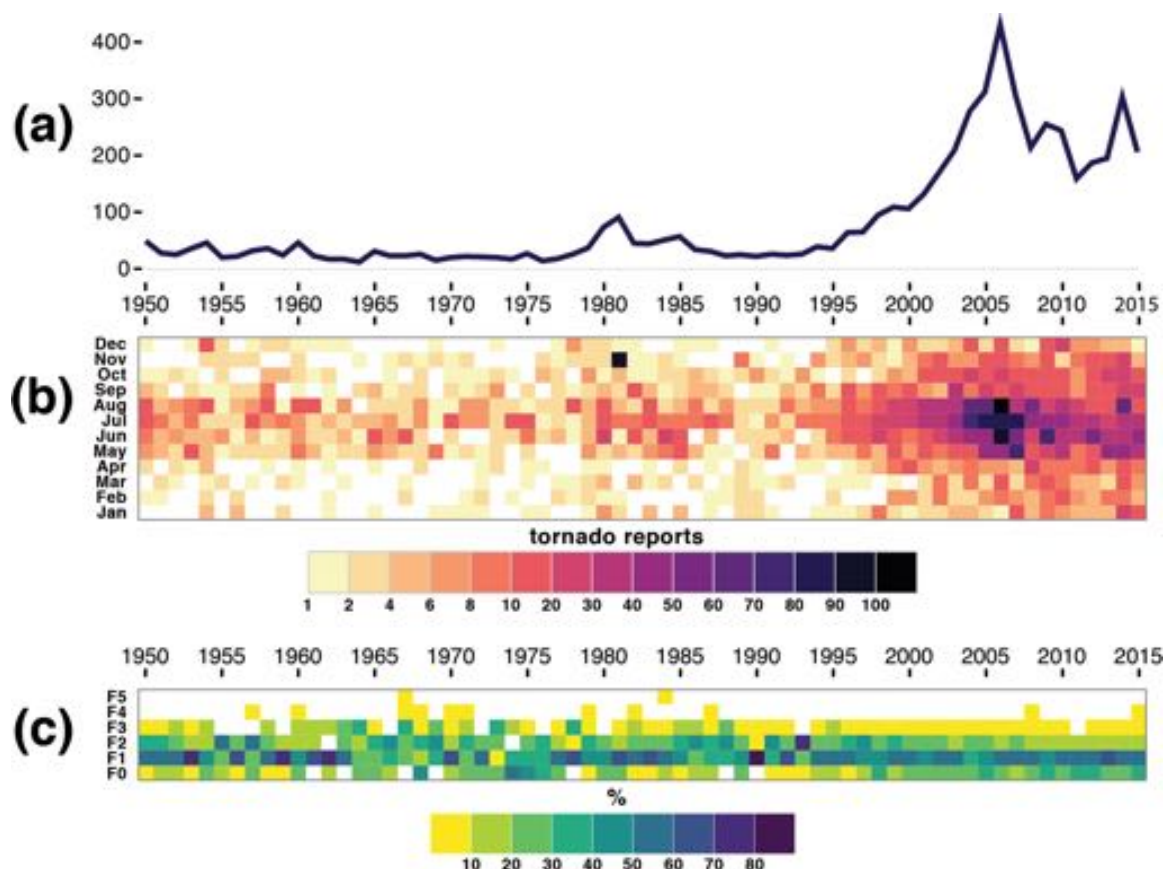 (a)
400
300
200
100
0
1950 1955 1960 1965 1970 1975 1980 1985 1990 1995 2000 2005 2010 2015
(b)
Dec
Nov
Oct
Sep
Aug
Jul
Jun
May
Apr
Mar
Feb
Jan
tornado reports
1 2 4 6 8 10 20 30 40 50 60 70 80 90 100
1950 1955 1960 1965 1970 1975 1980 1985 1990 1995 2000 2005 2010 2015
(c)
F5
F4
F3
F2
F1
F0
%
10 20 30 40 50 60 70 80